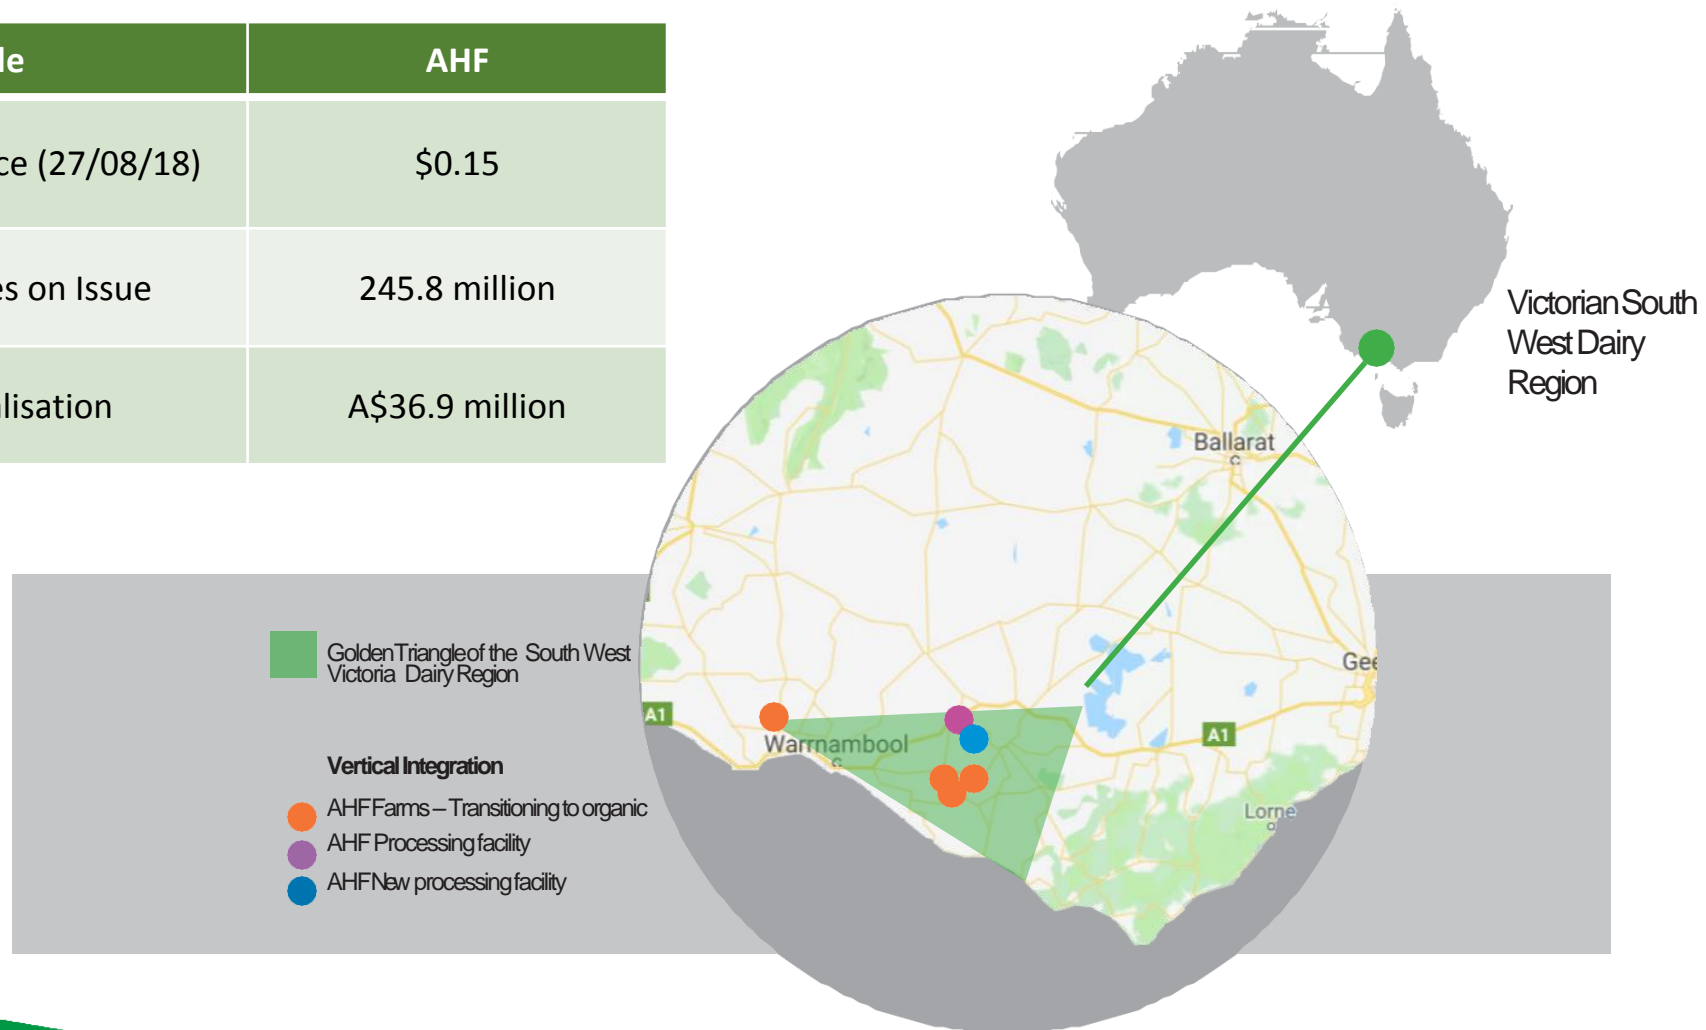 le AHF
ce (27/08/18) $0.15
es on Issue 245.8 million
alisation A$36.9 million
Victorian South
West Dairy
Region
Ballarat
Gee
A1
A1
Warrnambool
Lorne
Golden Triangle of the South West
Victoria Dairy Region
Vertical Integration
AHF Farms – Transitioning to organic
AHF Processing facility
AHF New processing facility